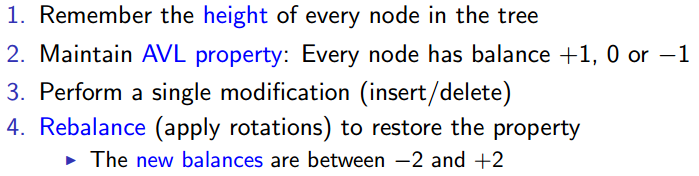 1. Remember the height of every node in the tree
2. Maintain AVL property: Every node has balance +1, 0 or −1
3. Perform a single modification (insert/delete)
4. Rebalance (apply rotations) to restore the property
▶ The new balances are between −2 and +2